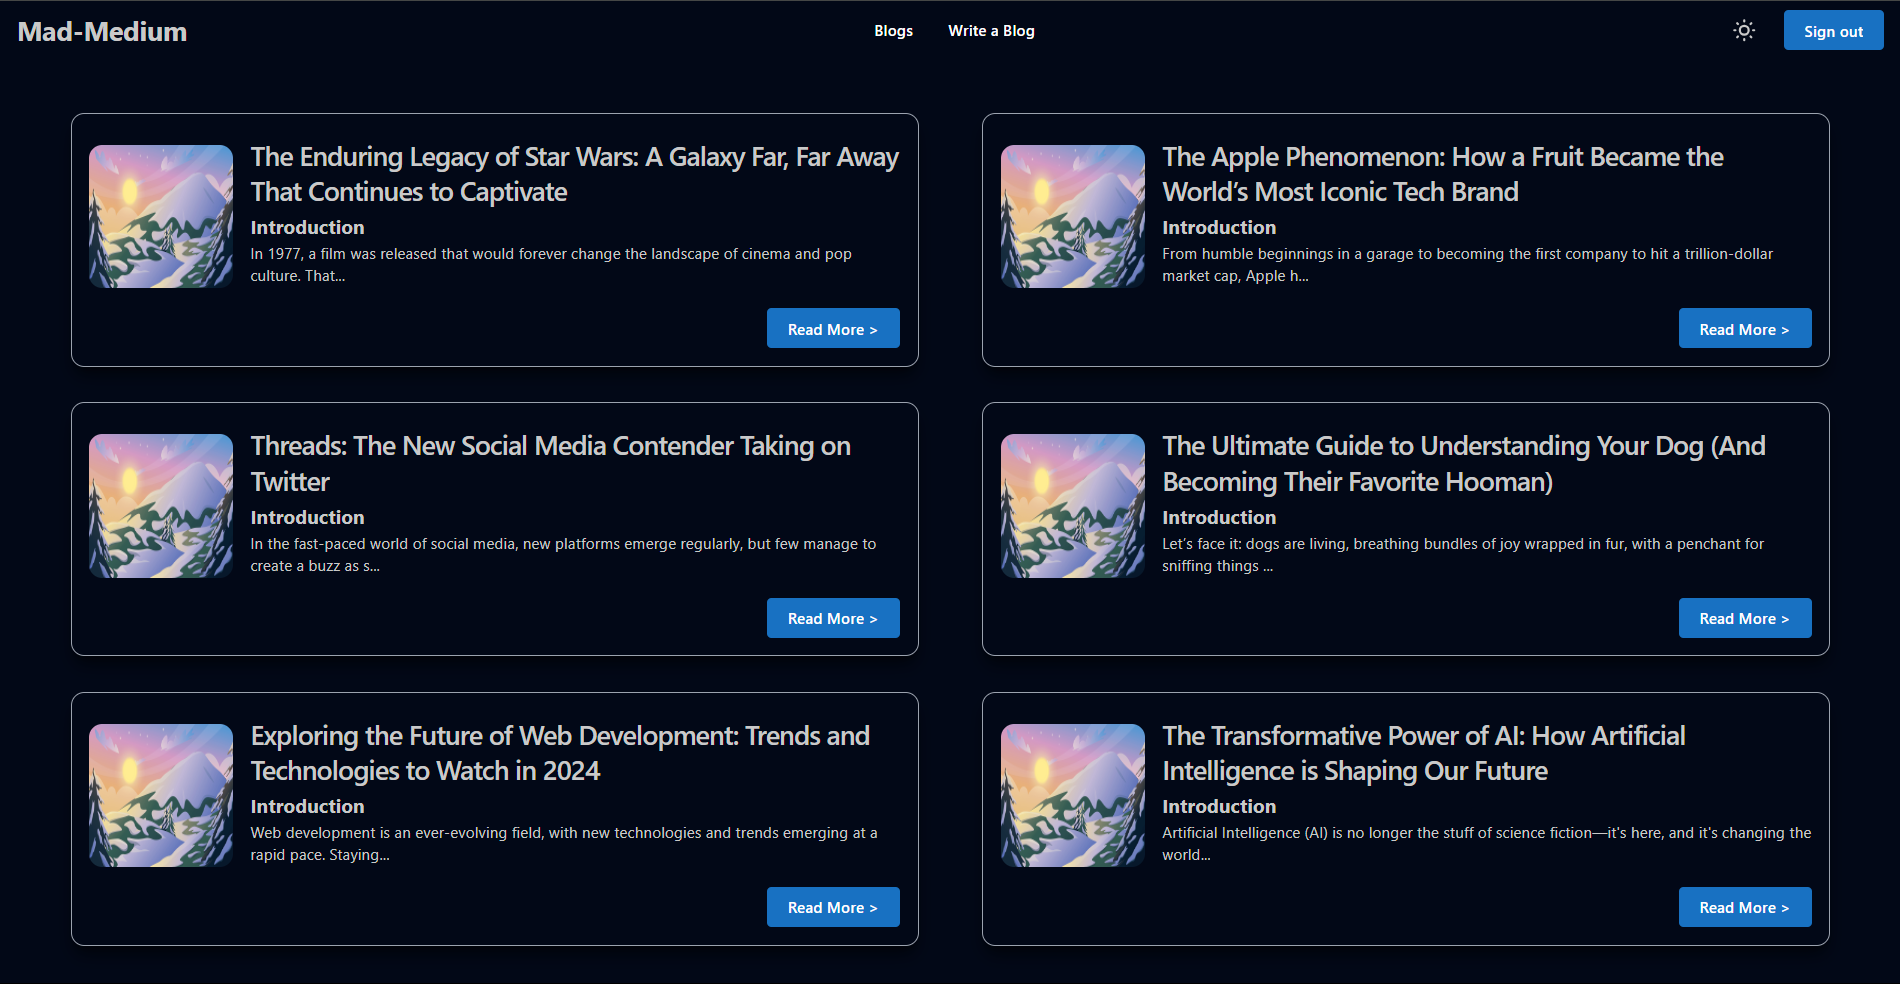 Mad-Medium
Blogs
Write a Blog
Sign out
The Enduring Legacy of Star Wars: A Galaxy Far, Far Away
That Continues to Captivate
Introduction
In 1977, a film was released that would forever change the landscape of cinema and pop
culture. That...
Read More >
The Apple Phenomenon: How a Fruit Became the
World’s Most Iconic Tech Brand
Introduction
From humble beginnings in a garage to becoming the first company to hit a trillion-dollar
market cap, Apple h...
Read More >
Threads: The New Social Media Contender Taking on
Twitter
Introduction
In the fast-paced world of social media, new platforms emerge regularly, but few manage to
create a buzz as s...
Read More >
The Ultimate Guide to Understanding Your Dog (And
Becoming Their Favorite Hooman)
Introduction
Let’s face it: dogs are living, breathing bundles of joy wrapped in fur, with a penchant for
sniffing things ...
Read More >
Exploring the Future of Web Development: Trends and
Technologies to Watch in 2024
Introduction
Web development is an ever-evolving field, with new technologies and trends emerging at a
rapid pace. Staying...
Read More >
The Transformative Power of AI: How Artificial
Intelligence is Shaping Our Future
Introduction
Artificial Intelligence (AI) is no longer the stuff of science fiction—it's here, and it's changing the
world...
Read More >